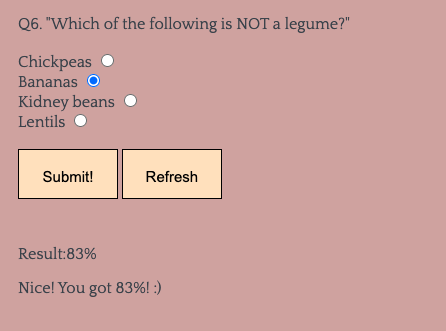 Q6. "Which of the following is NOT a legume?"
Chickpeas
Bananas
Kidney beans
Lentils
Submit! Refresh
Result:83%
Nice! You got 83%! :)